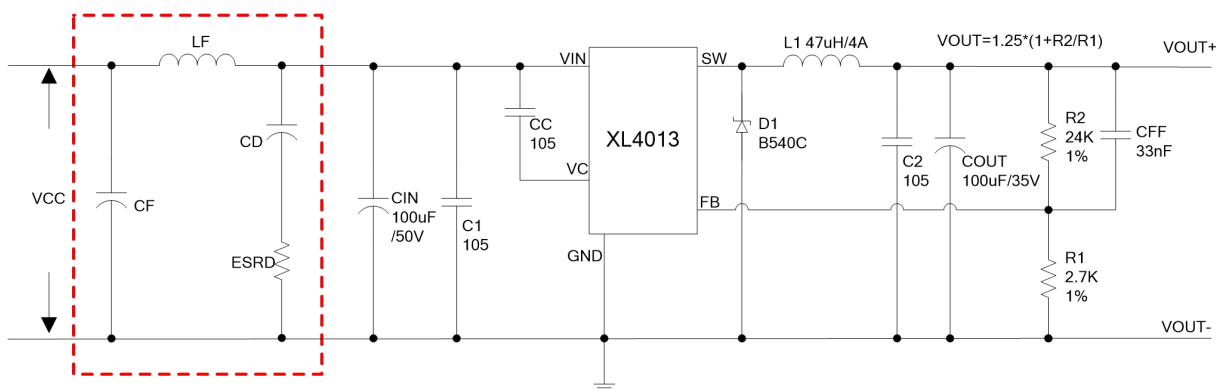 LF
VIN
SW
L1 47uH/4A
VOUT=1.25*(1+R2/R1)
VOUT+
CD
CC
105
XL4013
D1
B540C
R2
24K
1%
CFF
33nF
VC
C2
105
COUT
100uF/35V
VCC
CF
CIN
100uF
/50V
C1
105
FB
ESRD
GND
R1
2.7K
1%
VOUT-